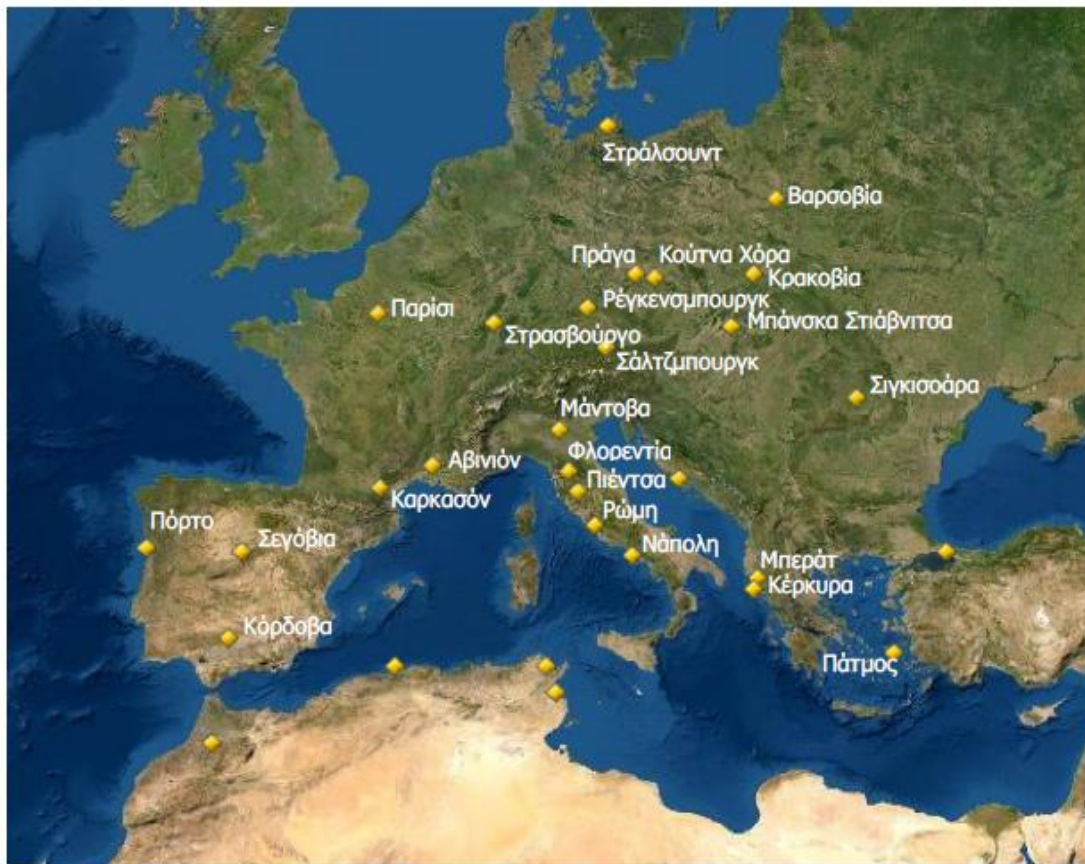 Στράλσουντ
Βαρσοβία
Πράγα
Κούτνα Χόρα
Κρακοβία
Ρέγκενσμπουργκ
Παρίσι
Στρασβούργο
Μπάνσκα Στιάβνιτσα
Σάλτζμπουργκ
Σιγκισοάρα
Μάντοβα
Φλορεντία
Αβινιόν
Πιέντσα
Καρκασόν
Ρώμη
Πόρτο
Σεγόβια
Νάπολη
Μπεράτ
Κέρκυρα
Κόρδοβα
Πάτμος